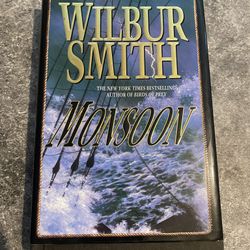 WILBUR
SMITH
THE NEW YORK TIMES BESTSELLING
AUTHOR OF BIRDS OF PREY
MONSOON